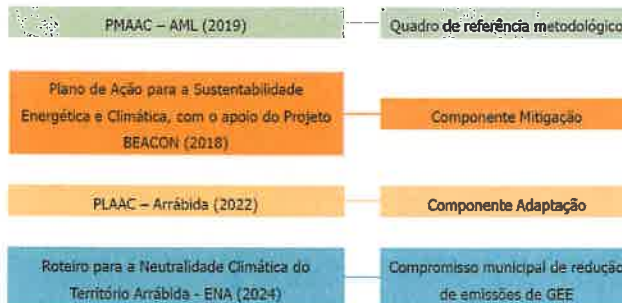 PMAAC – AML (2019)
Quadro de referência metodológico
Plano de Ação para a Sustentabilidade
Energética e Climática, com o apoio do Projeto
BEACON (2018)
Componente Mitigação
PLAAC – Arrábida (2022)
Componente Adaptação
Roteiro para a Neutralidade Climática do
Território Arrábida - ENA (2024)
Compromisso municipal de redução
de emissões de GEE